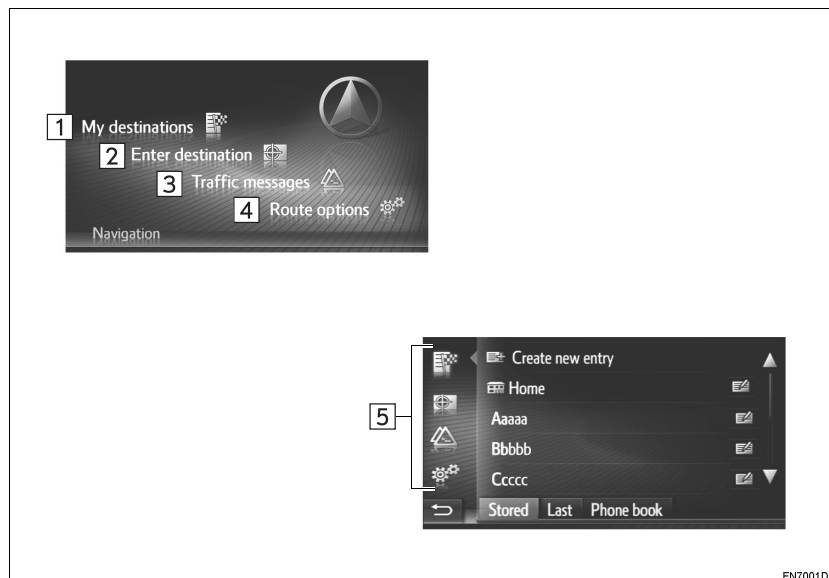 1 My destinations
2 Enter destination
3 Traffic messages
4 Route options
Navigation
5
Create new entry
Home
Aaaaa
Bbbbb
Ccccc
Stored Last Phone book
EN7001D